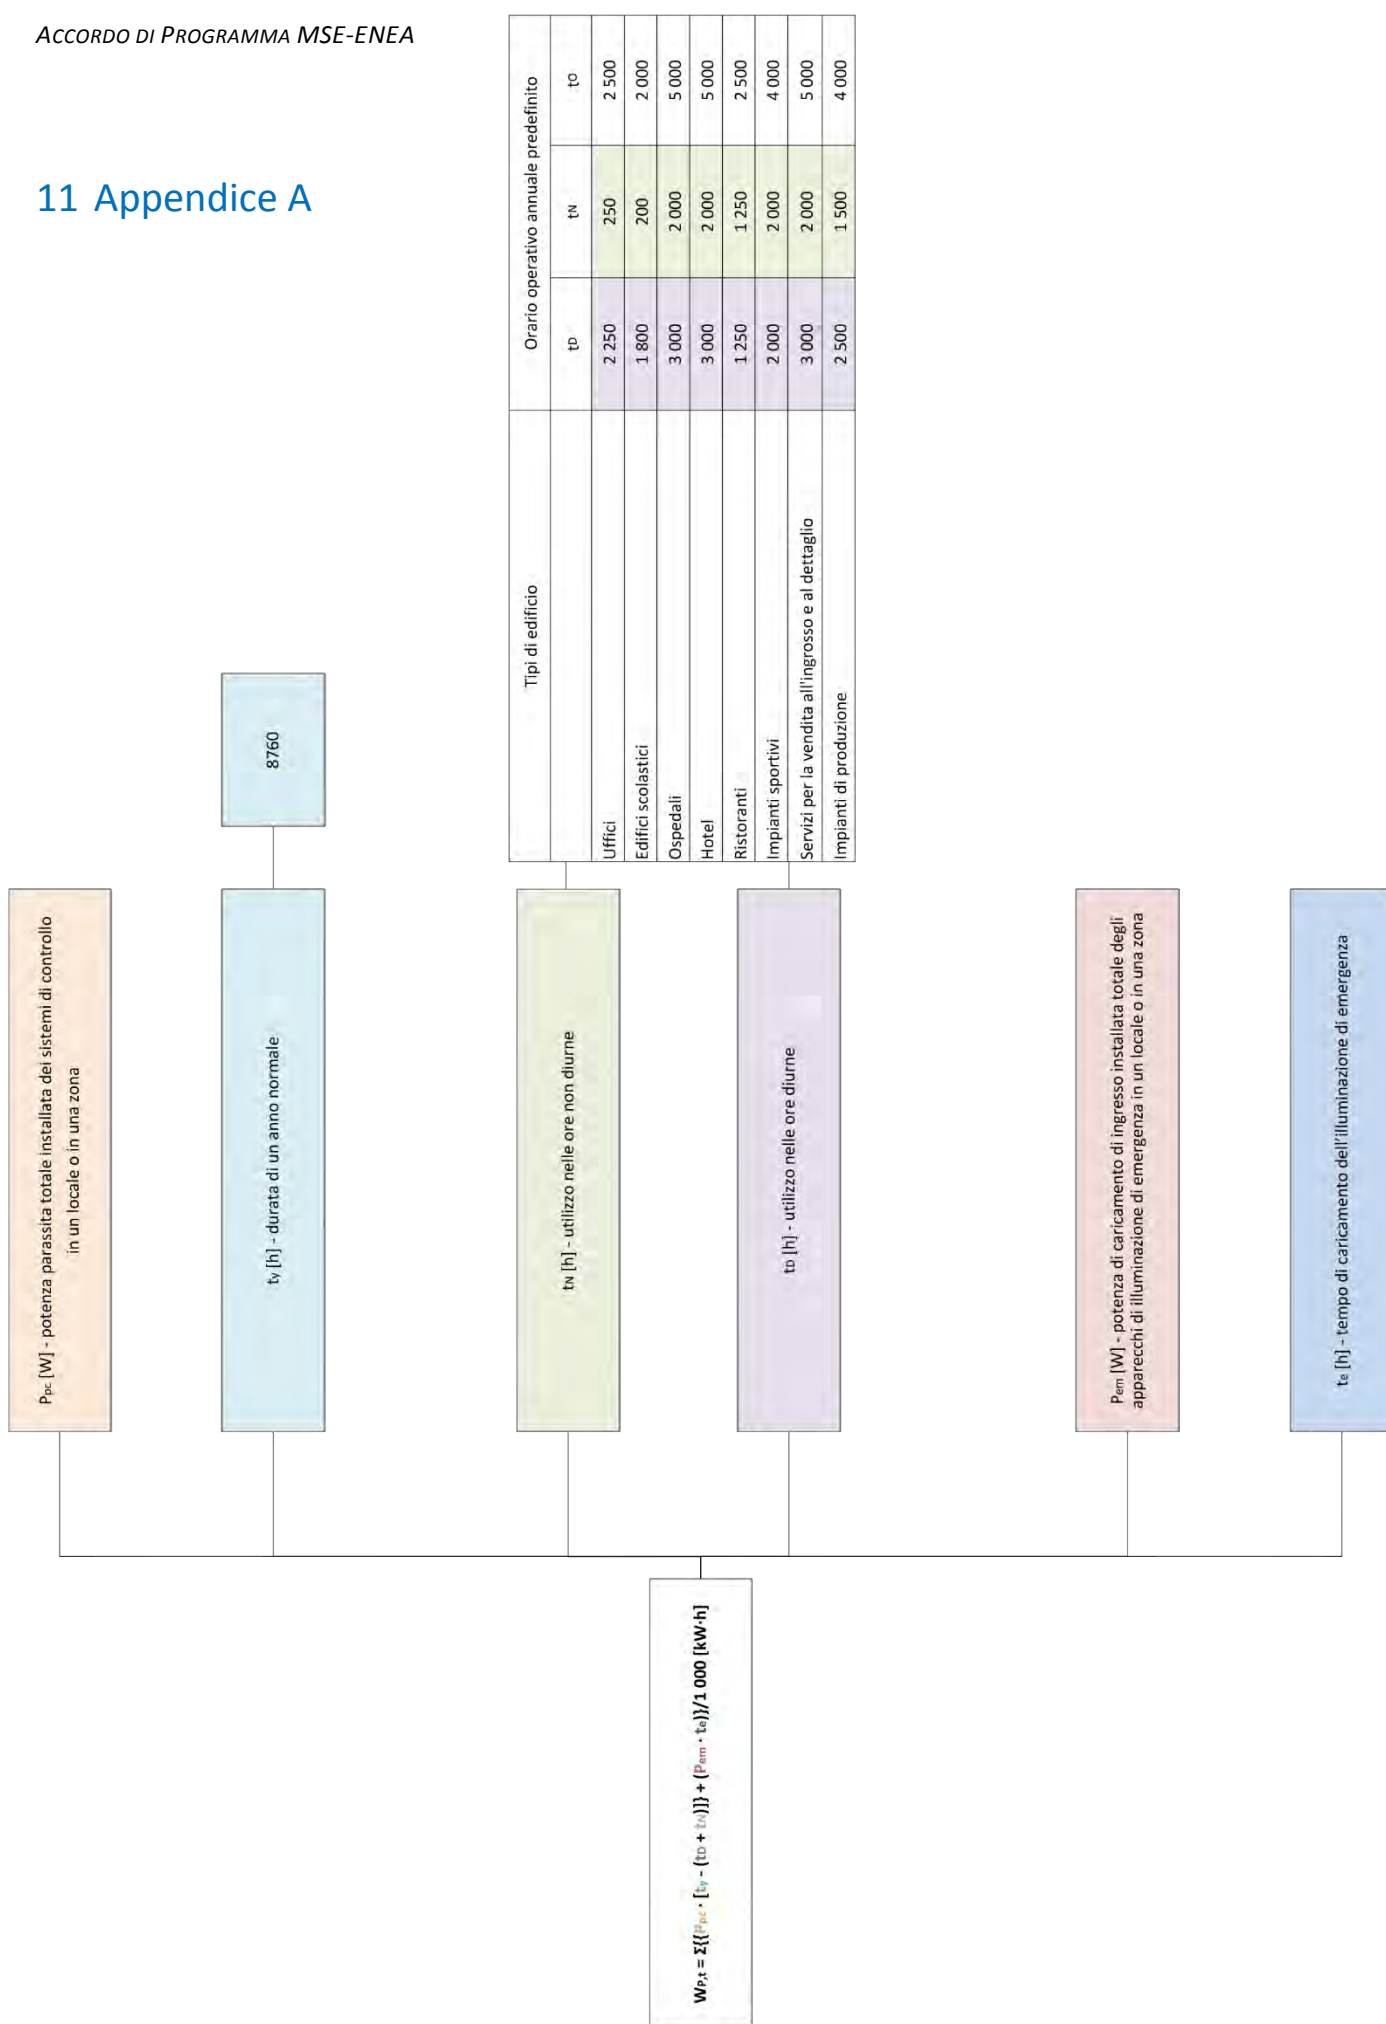 ACCORDO DI PROGRAMMA MSE-ENEA
11 Appendice A
WP,t = Σ{{Ppc · [ty - (tD + tN)]} + (Pem · te)}/1 000 [kW·h]
Ppc [W] - potenza parassita totale installata dei sistemi di controllo
in un locale o in una zona
ty [h] - durata di un anno normale
8760
tN [h] - utilizzo nelle ore non diurne
tD [h] - utilizzo nelle ore diurne
Pem [W] - potenza di caricamento di ingresso installata totale degli
apparecchi di illuminazione di emergenza in un locale o in una zona
te [h] - tempo di caricamento dell'illuminazione di emergenza
Tipi di edificio Orario operativo annuale predefinito
tD tN tO
Uffici 2 250 250 2 500
Edifici scolastici 1 800 200 2 000
Ospedali 3 000 2 000 5 000
Hotel 3 000 2 000 5 000
Ristoranti 1 250 1 250 2 500
Impianti sportivi 2 000 2 000 4 000
Servizi per la vendita all'ingrosso e al dettaglio 3 000 2 000 5 000
Impianti di produzione 2 500 1 500 4 000